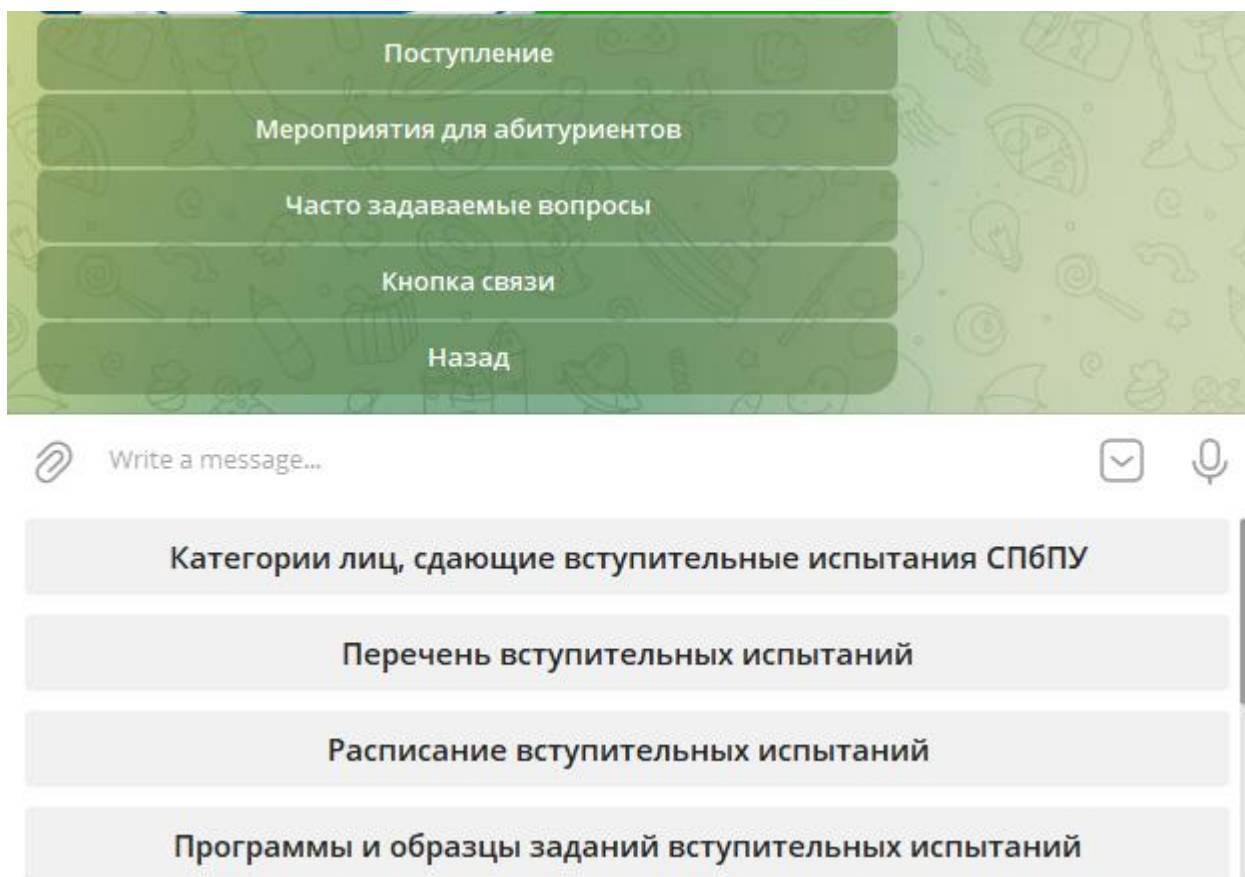 Поступление
Мероприятия для абитуриентов
Часто задаваемые вопросы
Кнопка связи
Назад
Write a message...
Категории лиц, сдающие вступительные испытания СПбПУ
Перечень вступительных испытаний
Расписание вступительных испытаний
Программы и образцы заданий вступительных испытаний